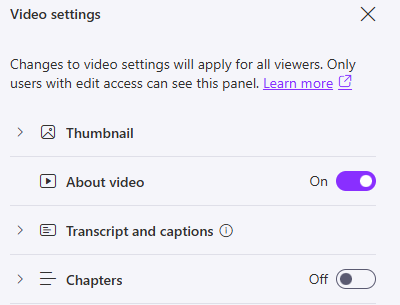 Video settings
Changes to video settings will apply for all viewers. Only
users with edit access can see this panel. Learn more
Thumbnail
About video On
Transcript and captions
Chapters Off